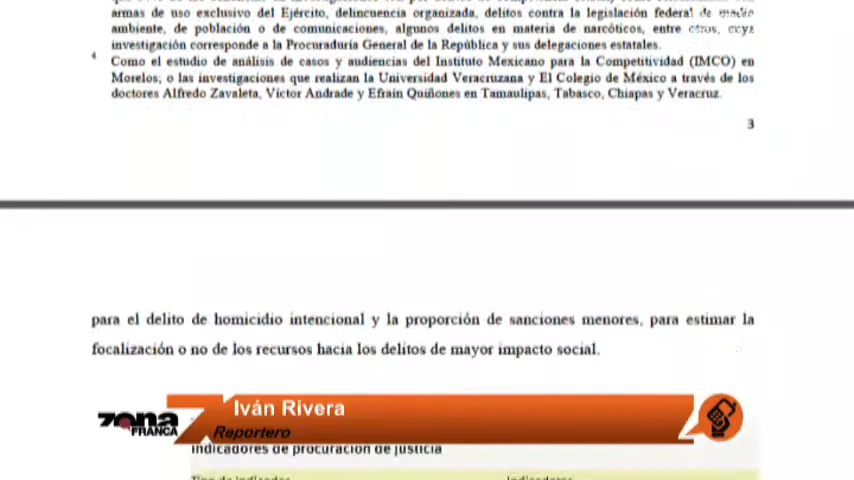 armas de uso exclusivo del Ejército, delincuencia organizada, delitos contra la legislación federal de medio
ambiente, de población o de comunicaciones, algunos delitos en materia de narcóticos, entre otros, cuya
investigación corresponde a la Procuraduría General de la República y sus delegaciones estatales.
4 Como el estudio de análisis de casos y audiencias del Instituto Mexicano para la Competitividad (IMCO) en
Morelos; o las investigaciones que realizan la Universidad Veracruzana y El Colegio de México a través de los
doctores Alfredo Zavaleta, Víctor Andrade y Efraín Quiñones en Tamaulipas, Tabasco, Chiapas y Veracruz.
3
para el delito de homicidio intencional y la proporción de sanciones menores, para estimar la
focalización o no de los recursos hacia los delitos de mayor impacto social.
Iván Rivera
zona
FRANCA
Reportero
Indicadores de procuración de justicia